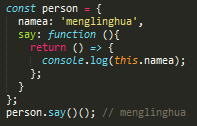 const person = {
  namea: 'menglinghua',
  say: function (){
    return () => {
      console.log(this.namea);
    };
  }
};
person.say()(); // menglinghua